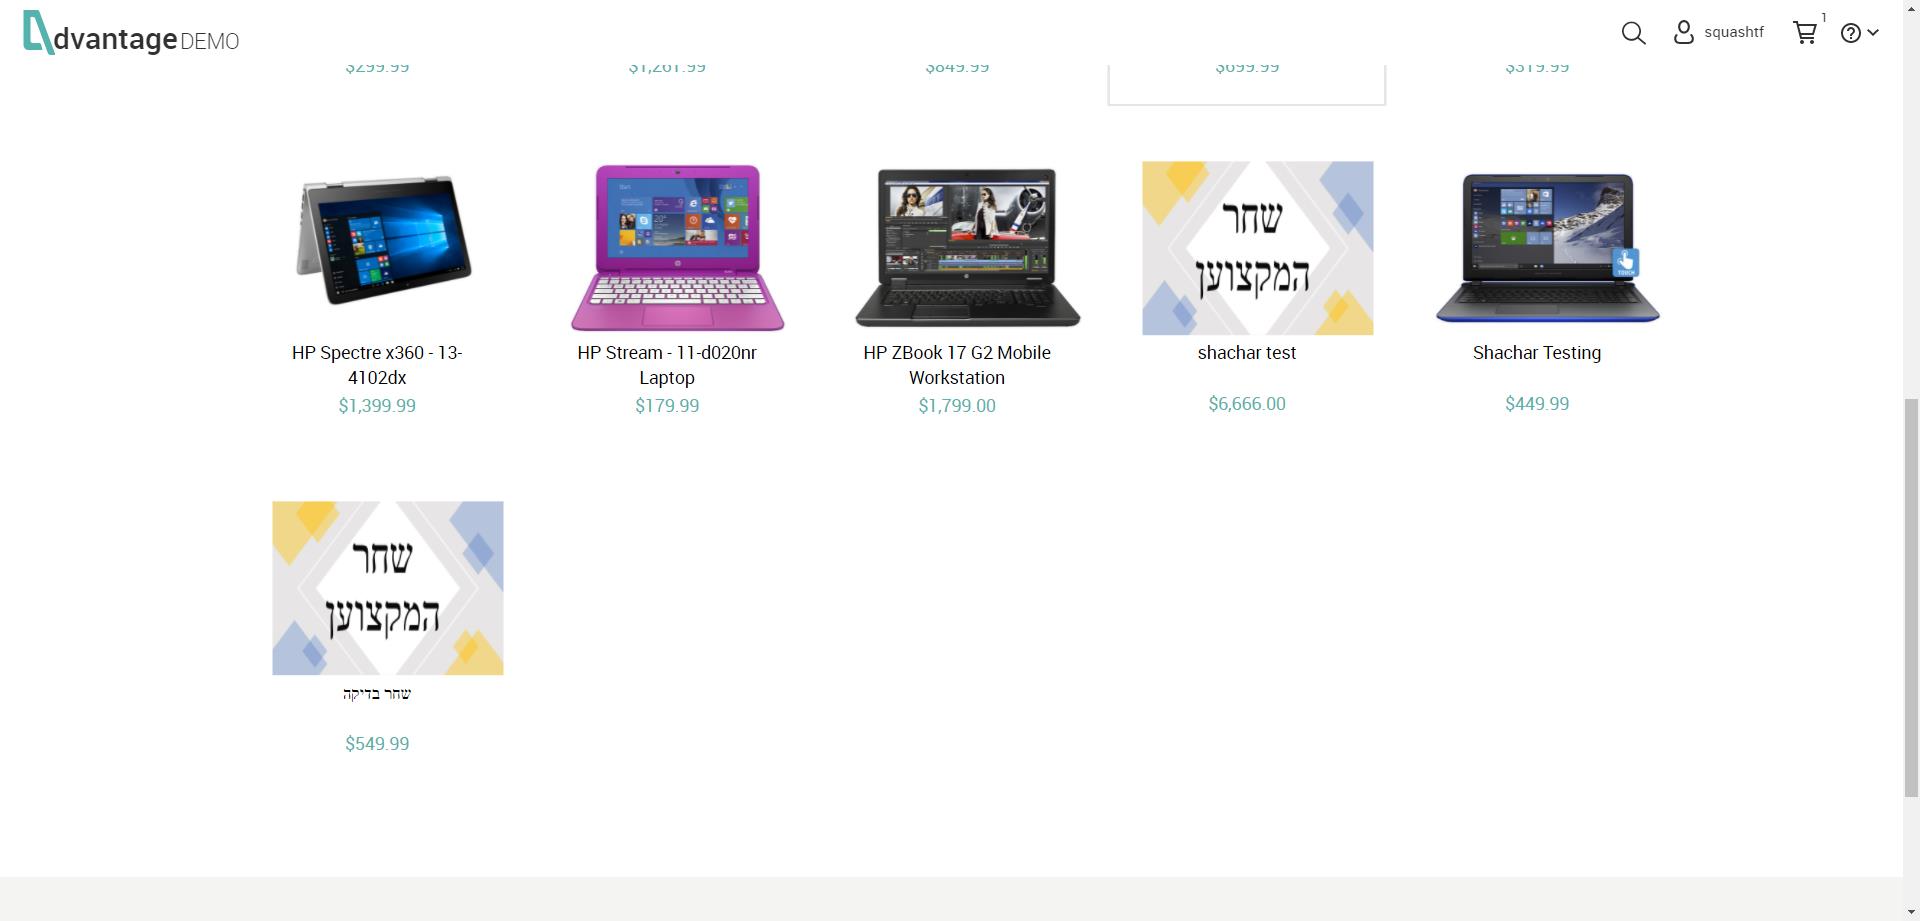 dvantage DEMO
squashtf
1
$299.99
$1,261.99
$849.99
$699.99
$319.99
שחר
המקצוען
TOUCH
HP Spectre x360 - 13-
4102dx
$1,399.99
HP Stream - 11-d020nr
Laptop
$179.99
HP ZBook 17 G2 Mobile
Workstation
$1,799.00
shachar test
$6,666.00
Shachar Testing
$449.99
שחר
המקצוען
שחר בדיקה
$549.99